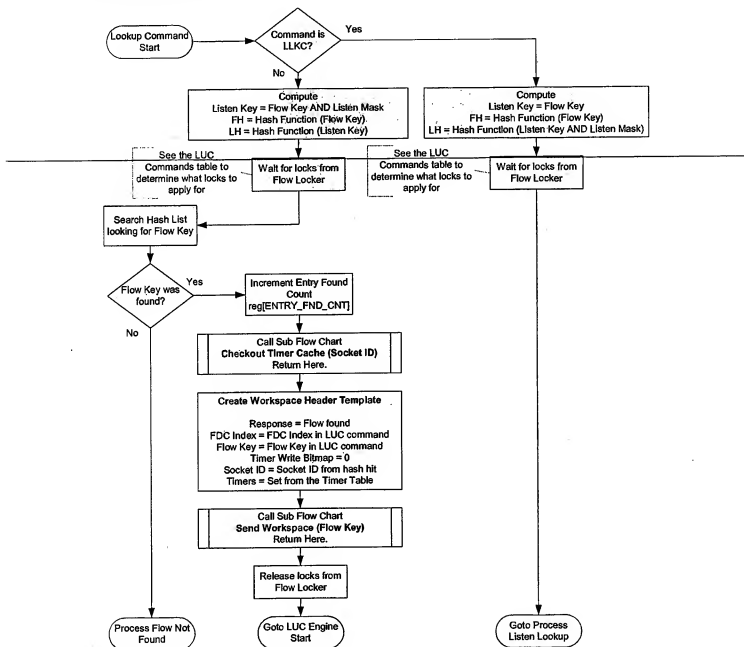 Lookup Command
Start
Command is
LLKC?
Yes
No
Compute
Listen Key = Flow Key AND Listen Mask
FH = Hash Function (Flow Key)
LH = Hash Function (Listen Key)
Compute
Listen Key = Flow Key
FH = Hash Function (Flow Key)
LH = Hash Function (Listen Key AND Listen Mask)
See the LUC
Commands table to
determine what locks to
apply for
Wait for locks from
Flow Locker
See the LUC
Commands table to
determine what locks to
apply for
Wait for locks from
Flow Locker
Search Hash List
looking for Flow Key
Flow Key was
found?
Yes
No
Increment Entry Found
Count
reg[ENTRY_FND_CNT]
Call Sub Flow Chart
Checkout Timer Cache (Socket ID)
Return Here.
Create Workspace Header Template
Response = Flow found
FDC Index = FDC Index in LUC command
Flow Key = Flow Key in LUC command
Timer Write Bitmap = 0
Socket ID = Socket ID from hash hit
Timers = Set from the Timer Table
Call Sub Flow Chart
Send Workspace (Flow Key)
Return Here.
Release locks from
Flow Locker
Process Flow Not
Found
Goto LUC Engine
Start
Goto Process
Listen Lookup